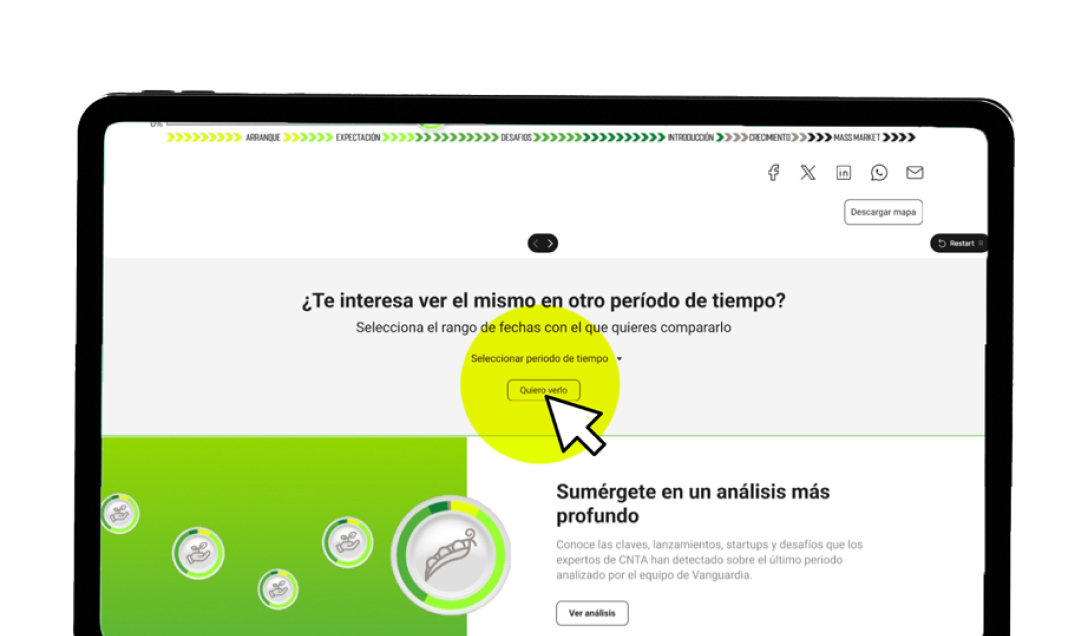 0%
ARRANQUE EXPECTACIÓN DESAFIOS INTRODUCCIÓN CRECIMIENTO MASS MARKET
Descargar mapa
Restart
¿Te interesa ver el mismo en otro período de tiempo?
Selecciona el rango de fechas con el que quieres compararlo
Seleccionar periodo de tiempo
Quiero verlo
Sumérgete en un análisis más
profundo
Conoce las claves, lanzamientos, startups y desafíos que los
expertos de CNTA han detectado sobre el último periodo
analizado por el equipo de Vanguardia.
Ver análisis